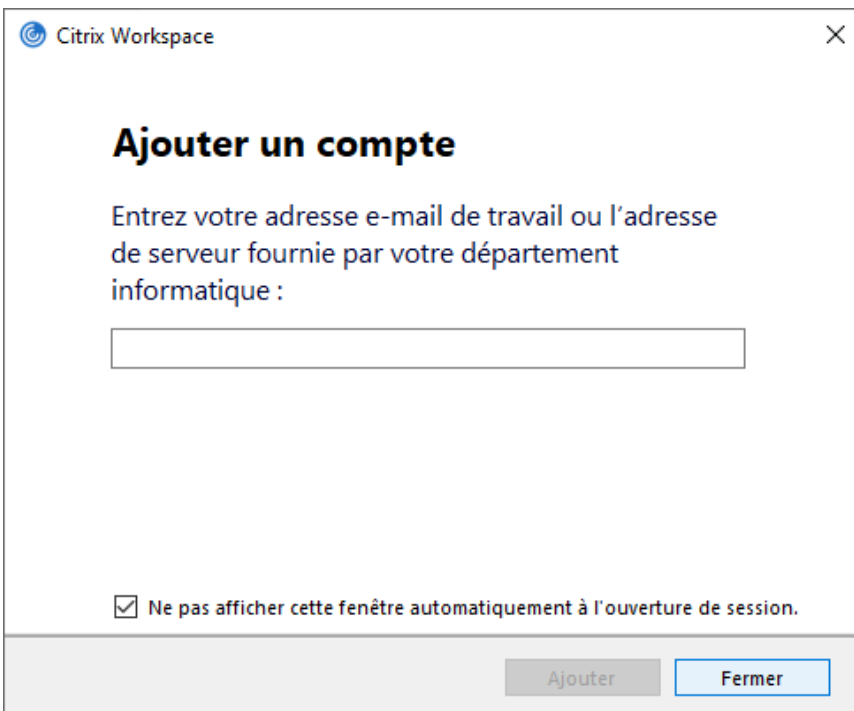 Citrix Workspace
Ajouter un compte
Entrez votre adresse e-mail de travail ou l’adresse
de serveur fournie par votre département
informatique :
Ne pas afficher cette fenêtre automatiquement à l'ouverture de session.
Ajouter
Fermer